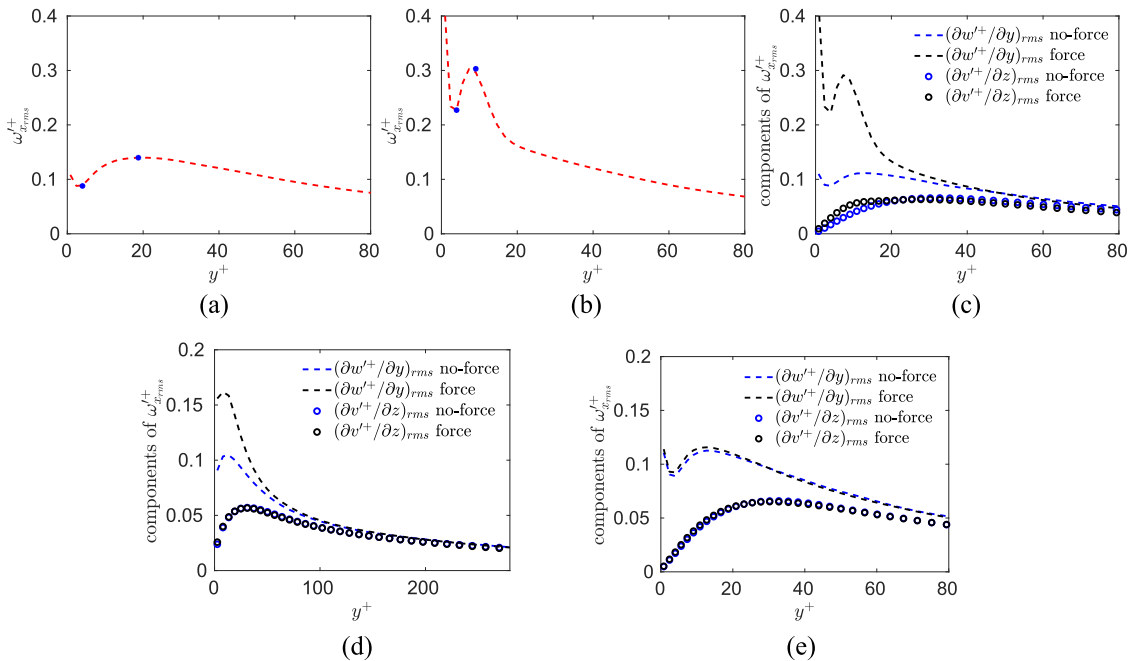 0.4
0.3
0.2
0.1
0
0 20 40 60 80
ω′⁺ₓᵣₘₛ
y⁺
(a)
0.4
0.3
0.2
0.1
0
0 20 40 60 80
ω′⁺ₓᵣₘₛ
y⁺
(b)
0.4
0.3
0.2
0.1
0
0 20 40 60 80
components of ω′⁺ₓᵣₘₛ
(∂w′⁺/∂y)ᵣₘₛ no-force
(∂w′⁺/∂y)ᵣₘₛ force
(∂v′⁺/∂z)ᵣₘₛ no-force
(∂v′⁺/∂z)ᵣₘₛ force
y⁺
(c)
0.2
0.15
0.1
0.05
0
100 200
components of ω′⁺ₓᵣₘₛ
(∂w′⁺/∂y)ᵣₘₛ no-force
(∂w′⁺/∂y)ᵣₘₛ force
(∂v′⁺/∂z)ᵣₘₛ no-force
(∂v′⁺/∂z)ᵣₘₛ force
y⁺
(d)
0.2
0.15
0.1
0.05
0
0 20 40 60 80
components of ω′⁺ₓᵣₘₛ
(∂w′⁺/∂y)ᵣₘₛ no-force
(∂w′⁺/∂y)ᵣₘₛ force
(∂v′⁺/∂z)ᵣₘₛ no-force
(∂v′⁺/∂z)ᵣₘₛ force
y⁺
(e)